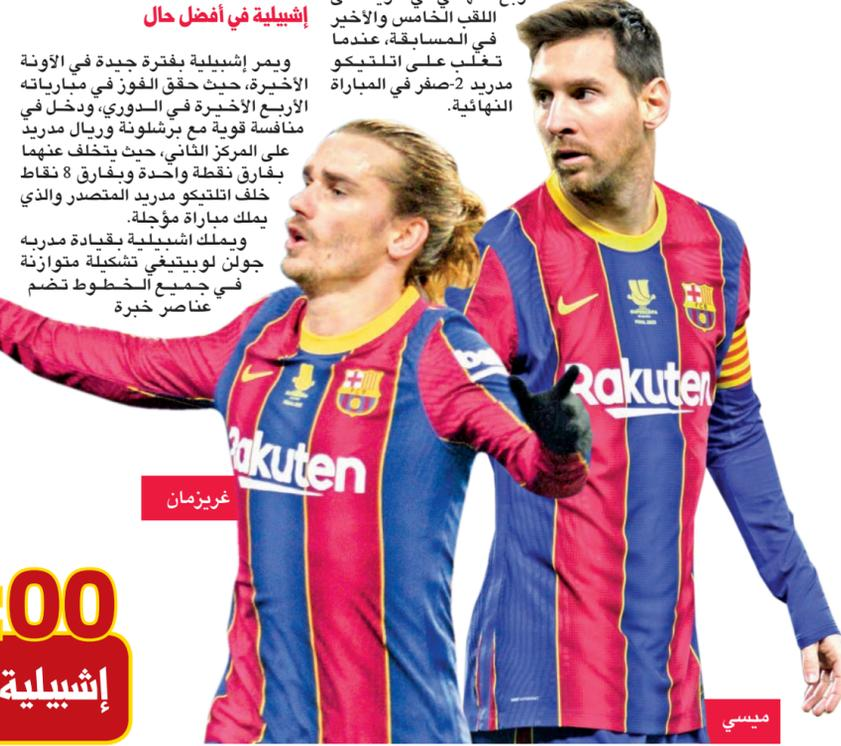 اللقب الخامس والأخير
في المسابقة، عندما
تغلب على اتلتيكو
مدريد 2-صفر في المباراة
النهائية.
إشبيلية في أفضل حال
ويمر إشبيلية بفترة جيدة في الآونة
الأخيرة، حيث حقق الفوز في مبارياته
الأربع الأخيرة في الدوري، ودخل في
منافسة قوية مع برشلونة وريال مدريد
على المركز الثاني، حيث يتخلف عنهما
بفارق نقطة واحدة وبفارق 8 نقاط
خلف اتلتيكو مدريد المتصدر والذي
يملك مباراة مؤجلة.
ويملك اشبيلية بقيادة مدربه
جولن لوبيتيغي تشكيلة متوازنة
في جميع الخطوط تضم
عناصر خبرة
Rakuten
Rakuten
FCB
FCB
غريزمان
ميسي
:00
إشبيلية